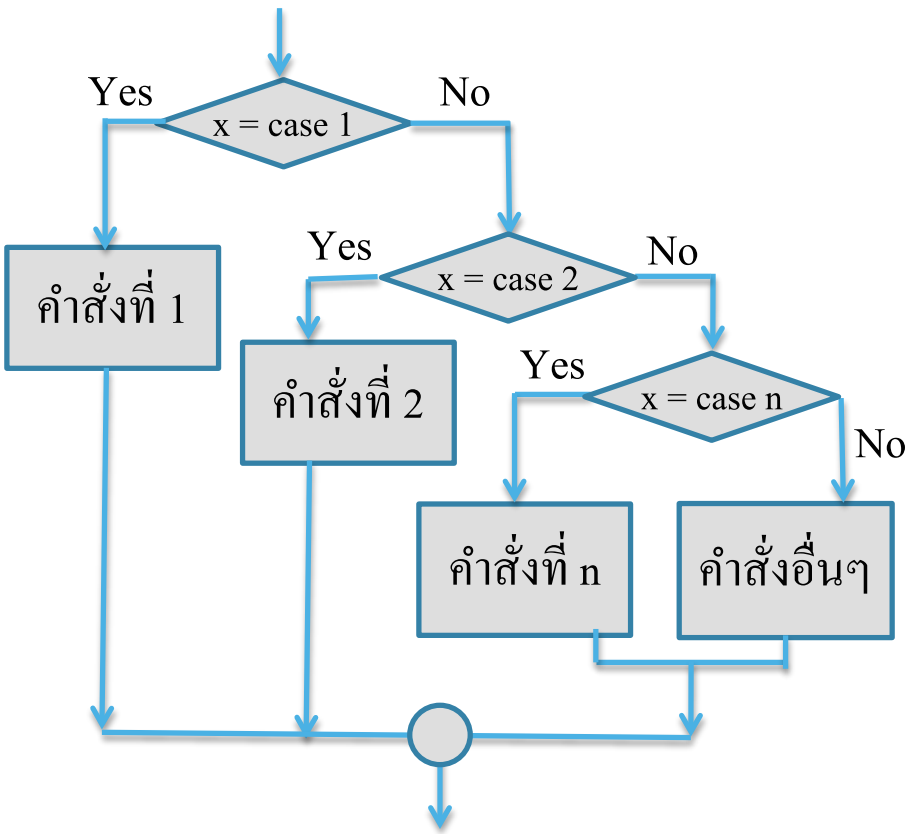 Yes
No
x = case 1
Yes
No
x = case 2
คำสั่งที่ 1
Yes
x = case n
คำสั่งที่ 2
No
คำสั่งที่ n
คำสั่งอื่นๆ